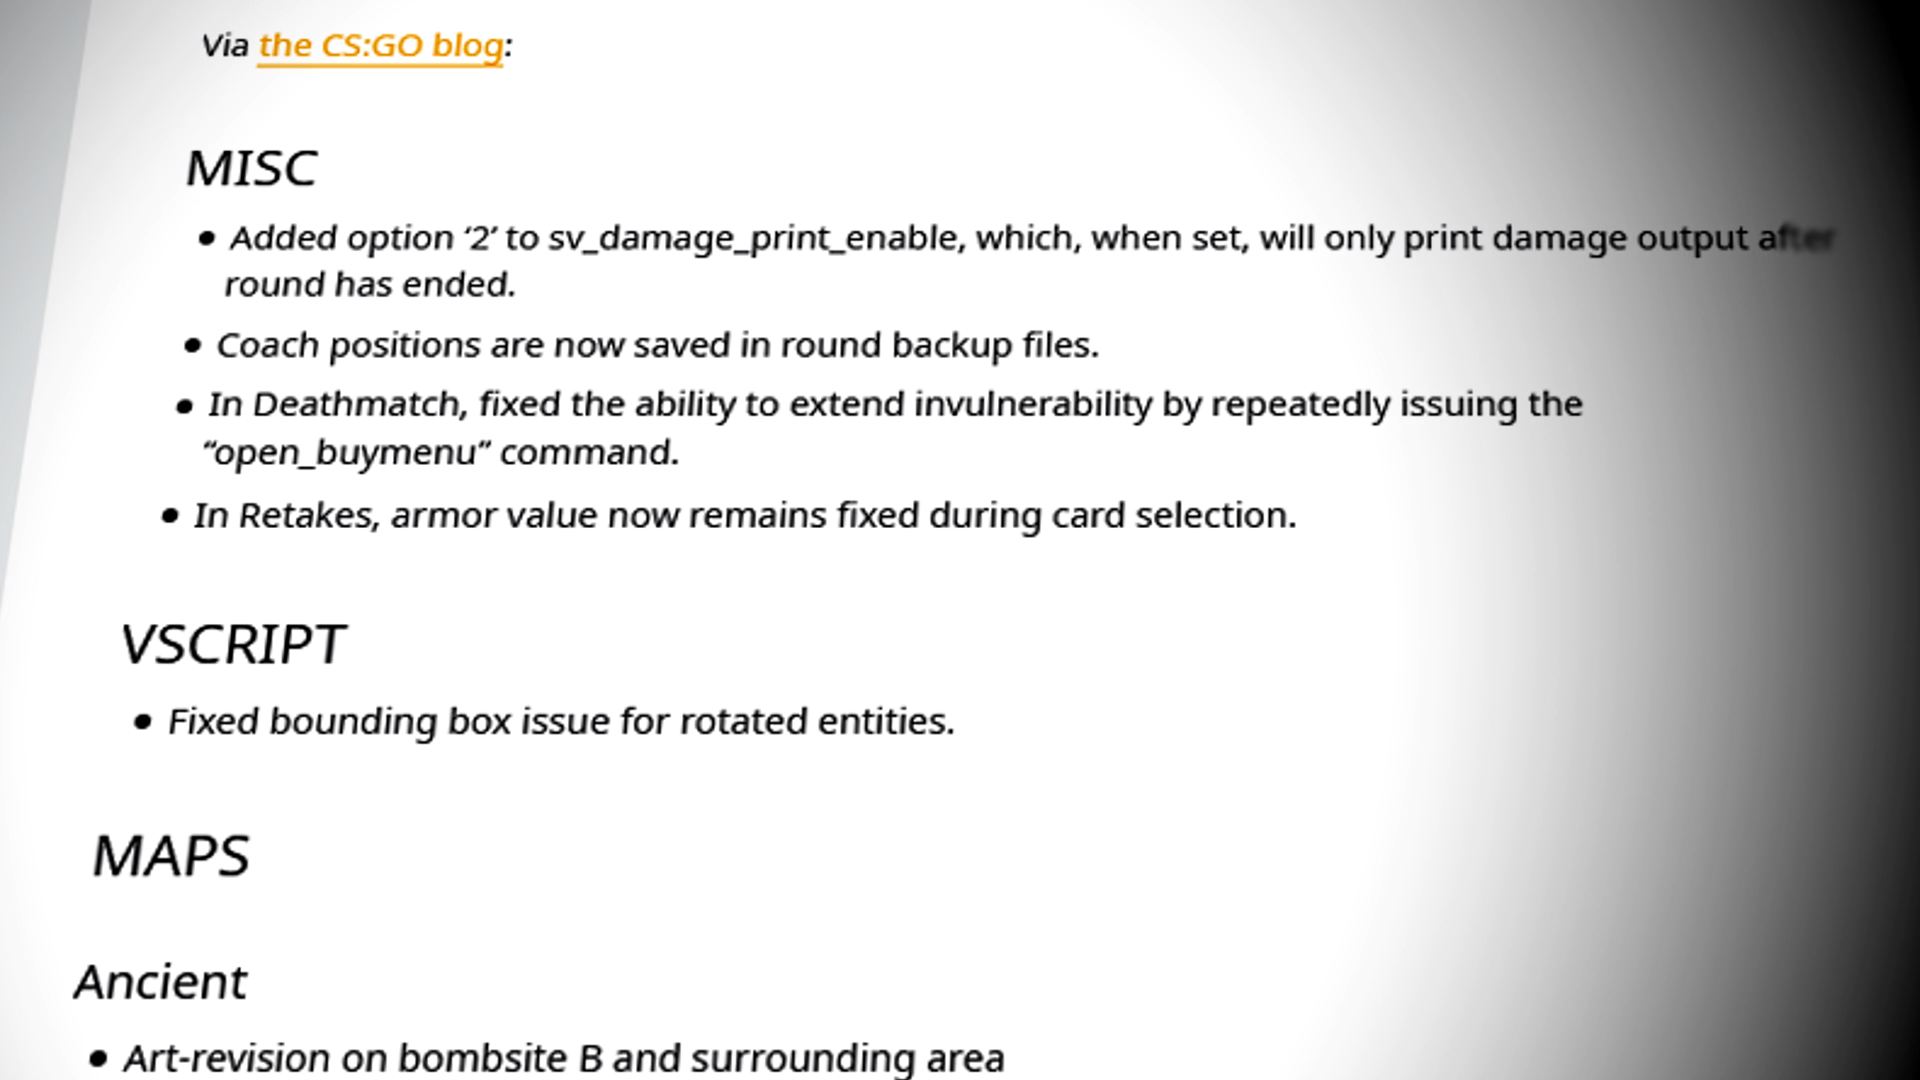 Via the CS:GO blog:
MISC
• Added option ‘2’ to sv_damage_print_enable, which, when set, will only print damage output after
round has ended.
• Coach positions are now saved in round backup files.
• In Deathmatch, fixed the ability to extend invulnerability by repeatedly issuing the
“open_buymenu” command.
• In Retakes, armor value now remains fixed during card selection.
VSCRIPT
• Fixed bounding box issue for rotated entities.
MAPS
Ancient
• Art-revision on bombsite B and surrounding area